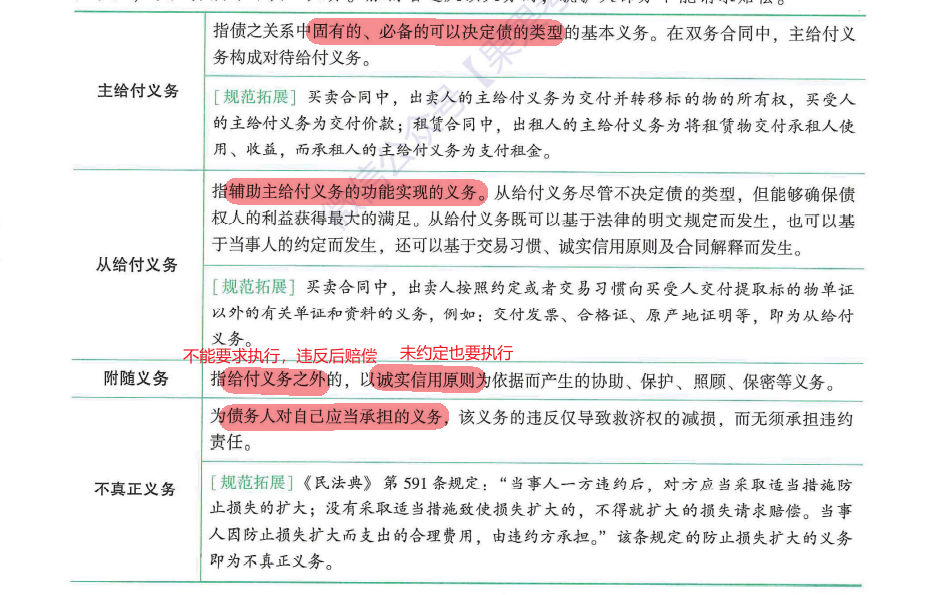 指债之关系中固有的、必备的可以决定债的类型的基本义务。在双务合同中，主给付义
务构成对待给付义务。
主给付义务
[规范拓展] 买卖合同中，出卖人的主给付义务为交付并转移标的物的所有权，买受人
的主给付义务为交付价款；租赁合同中，出租人的主给付义务为将租赁物交付承租人使
用、收益，而承租人的主给付义务为支付租金。
指辅助主给付义务的功能实现的义务。从给付义务尽管不决定债的类型，但能够确保债
权人的利益获得最大的满足。从给付义务既可以基于法律的明文规定而发生，也可以基
于当事人的约定而发生，还可以基于交易习惯、诚实信用原则及合同解释而发生。
从给付义务
[规范拓展] 买卖合同中，出卖人按照约定或者交易习惯向买受人交付提取标的物单证
以外的有关单证和资料的义务，例如：交付发票、合格证、原产地证明等，即为从给付
义务。
不能要求执行，违反后赔偿 未约定也要执行
附随义务
指给付义务之外的，以诚实信用原则为依据而产生的协助、保护、照顾、保密等义务。
为债务人对自己应当承担的义务，该义务的违反仅导致救济权的减损，而无须承担违约
责任。
不真正义务
[规范拓展]《民法典》第 591 条规定：“当事人一方违约后，对方应当采取适当措施防
止损失的扩大；没有采取适当措施致使损失扩大的，不得就扩大的损失请求赔偿。当事
人因防止损失扩大而支出的合理费用，由违约方承担。”该条规定的防止损失扩大的义务
即为不真正义务。